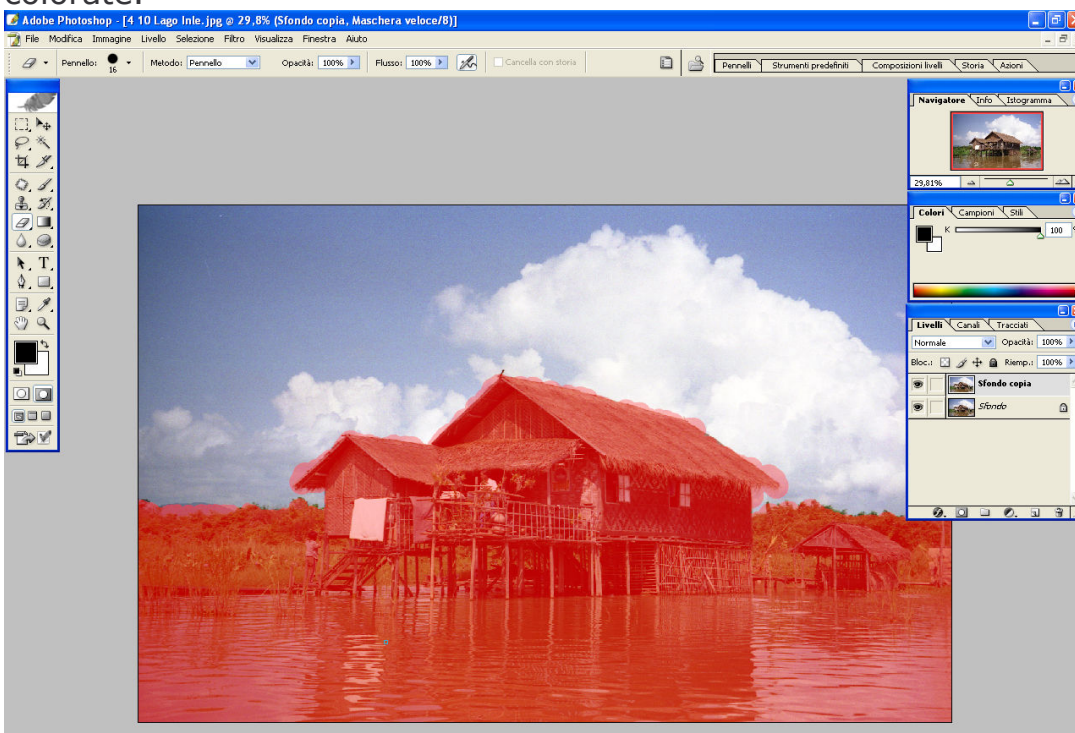 colorate.
Adobe Photoshop - [4 10 Lago Inle.jpg @ 29,8% (Sfondo copia, Maschera veloce/8)]
File Modifica Immagine Livello Selezione Filtro Visualizza Finestra Aiuto
Pennello: 16 Metodo: Pennello Opacità: 100% Flusso: 100% Cancella con storia Pennelli Strumenti predefiniti Composizioni livelli Storia Azioni
Navigatore Info Istogramma
29,81%
Colori Campioni Stili
K 100
Livelli Canali Tracciati
Normale Opacità: 100%
Bloc.: Riemp.: 100%
Sfondo copia
Sfondo